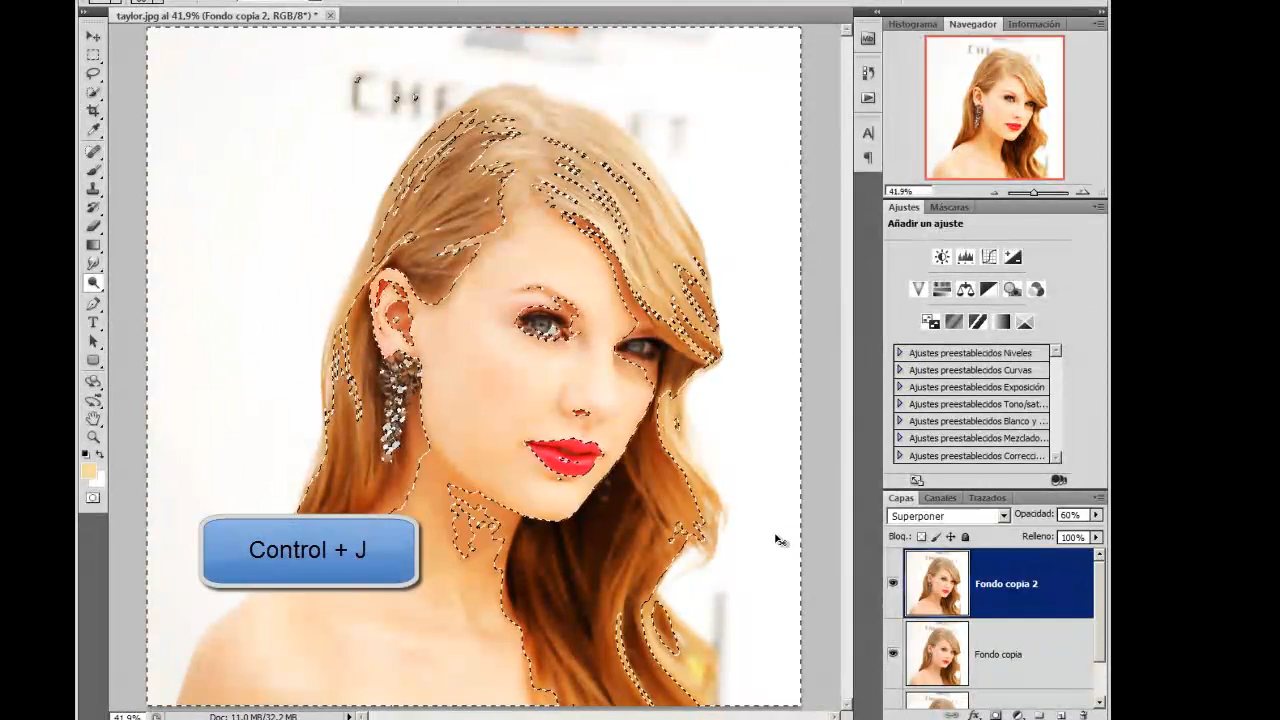 taylor.jpg al 41,9% (Fondo copia 2, RGB/8*) *
Histograma Navegador Información
41.9%
Ajustes Máscaras
Añadir un ajuste
Ajustes preestablecidos Niveles
Ajustes preestablecidos Curvas
Ajustes preestablecidos Exposición
Ajustes preestablecidos Tono/sat...
Ajustes preestablecidos Blanco y ...
Ajustes preestablecidos Mezclado...
Ajustes preestablecidos Correcci...
Capas Canales Trazados
Superponer Opacidad: 60%
Bloq.: Relleno: 100%
Fondo copia 2
Fondo copia
Control + J
41,9% Doc: 11,0 MB/32,2 MB